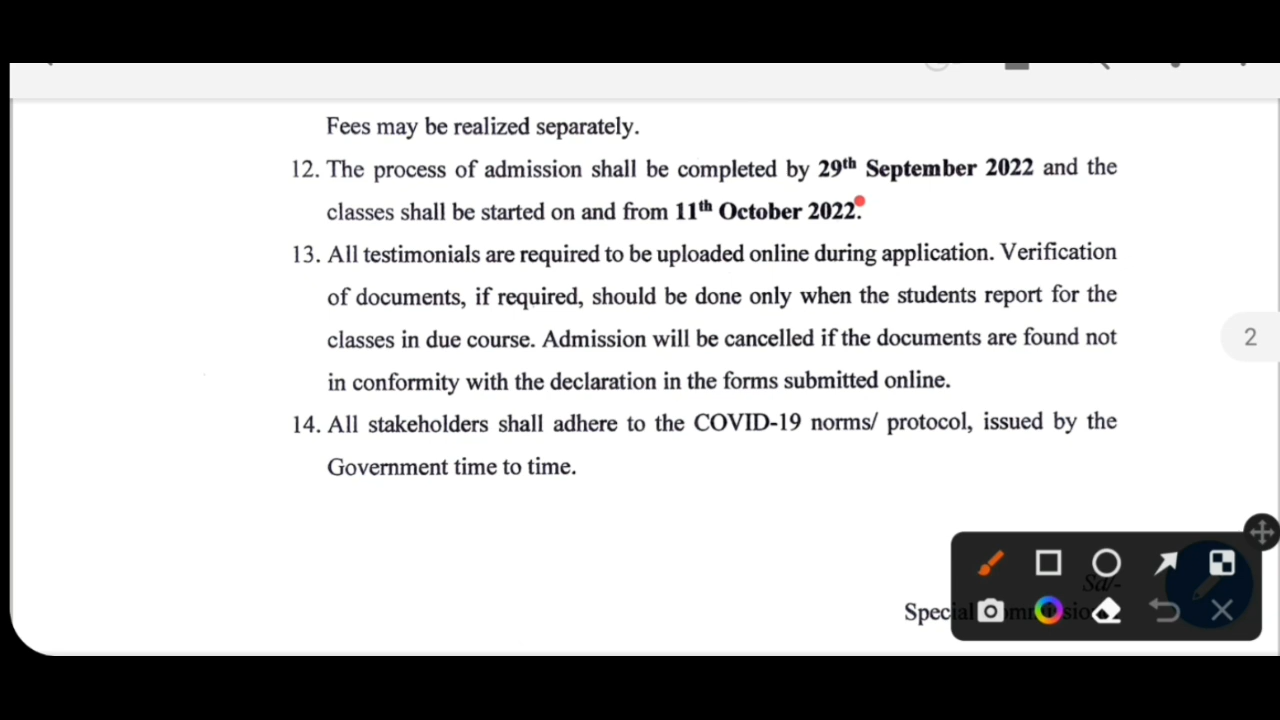 Fees may be realized separately.
12. The process of admission shall be completed by 29th September 2022 and the
classes shall be started on and from 11th October 2022.
13. All testimonials are required to be uploaded online during application. Verification
of documents, if required, should be done only when the students report for the
classes in due course. Admission will be cancelled if the documents are found not
in conformity with the declaration in the forms submitted online.
14. All stakeholders shall adhere to the COVID-19 norms/ protocol, issued by the
Government time to time.
2
Sd/-
Special